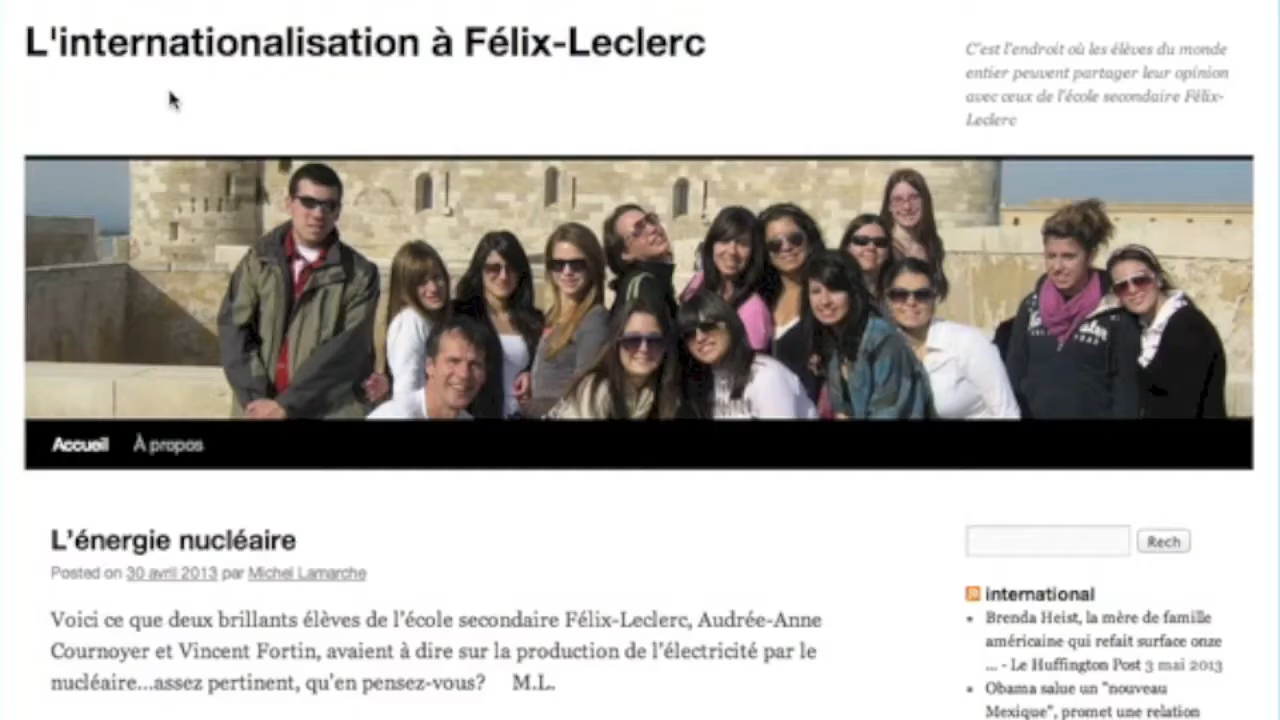 L'internationalisation à Félix-Leclerc
C'est l'endroit où les élèves du monde
entier peuvent partager leur opinion
avec ceux de l'école secondaire Félix-
Leclerc
Accueil À propos
L'énergie nucléaire
Posted on 30 avril 2013 par Michel Lamarche
Voici ce que deux brillants élèves de l'école secondaire Félix-Leclerc, Audrée-Anne
Cournoyer et Vincent Fortin, avaient à dire sur la production de l'électricité par le
nucléaire...assez pertinent, qu'en pensez-vous? M.L.
Rech
international
Brenda Heist, la mère de famille
américaine qui refait surface onze
... - Le Huffington Post 3 mai 2013
Obama salue un "nouveau
Mexique", promet une relation